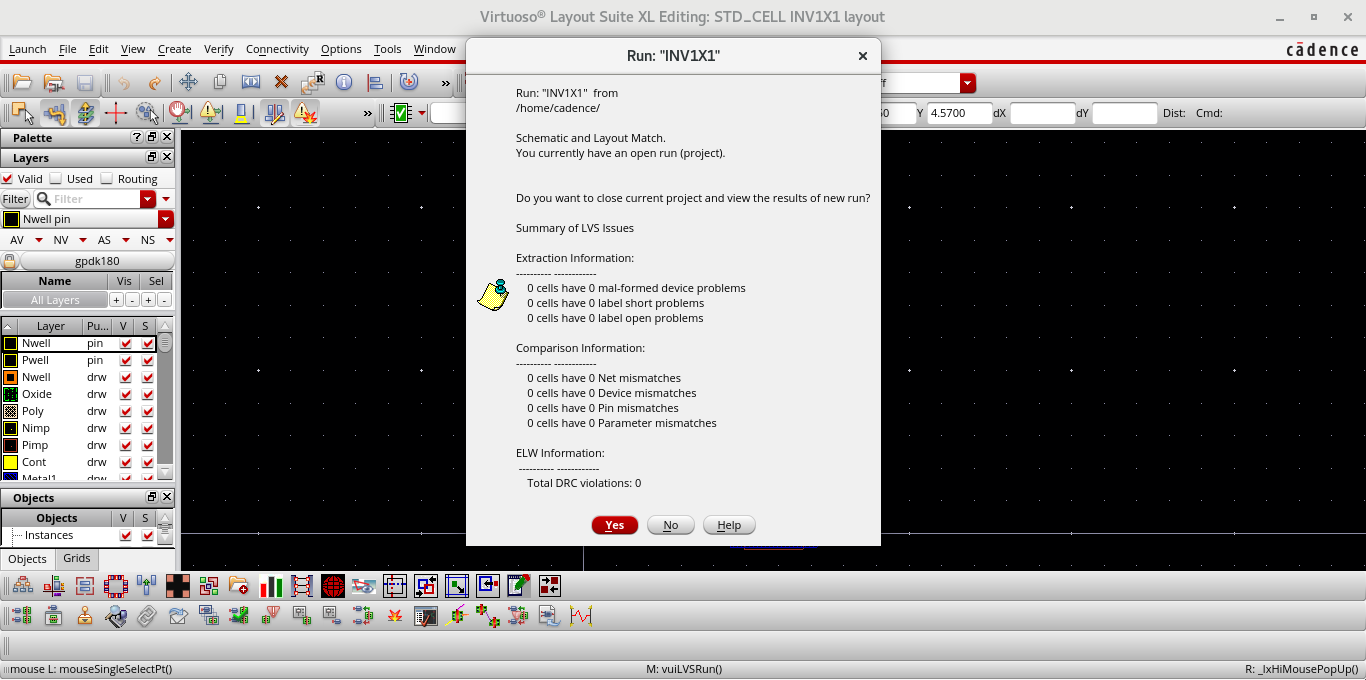 Virtuoso® Layout Suite XL Editing: STD_CELL INV1X1 layout
Launch File Edit View Create Verify Connectivity Options Tools Window
cādence
Run: "INV1X1"
Run: "INV1X1" from
/home/cadence/
Schematic and Layout Match.
You currently have an open run (project).
Do you want to close current project and view the results of new run?
Summary of LVS Issues
Extraction Information:
---------- ------------
0 cells have 0 mal-formed device problems
0 cells have 0 label short problems
0 cells have 0 label open problems
Comparison Information:
---------- ------------
0 cells have 0 Net mismatches
0 cells have 0 Device mismatches
0 cells have 0 Pin mismatches
0 cells have 0 Parameter mismatches
ELW Information:
---------- ------------
Total DRC violations: 0
Yes No Help
Y 4.5700 dX dY Dist: Cmd:
Palette
Layers
Valid Used Routing
Filter Filter
Nwell pin
AV NV AS NS
gpdk180
Name Vis Sel
All Layers + - + -
Layer Pu... V S
Nwell pin
Pwell pin
Nwell drw
Oxide drw
Poly drw
Nimp drw
Pimp drw
Cont drw
Metal1 drw
Objects
Objects V S
Instances
Objects Grids
mouse L: mouseSingleSelectPt() M: vuiLVSRun() R: _lxHiMousePopUp()